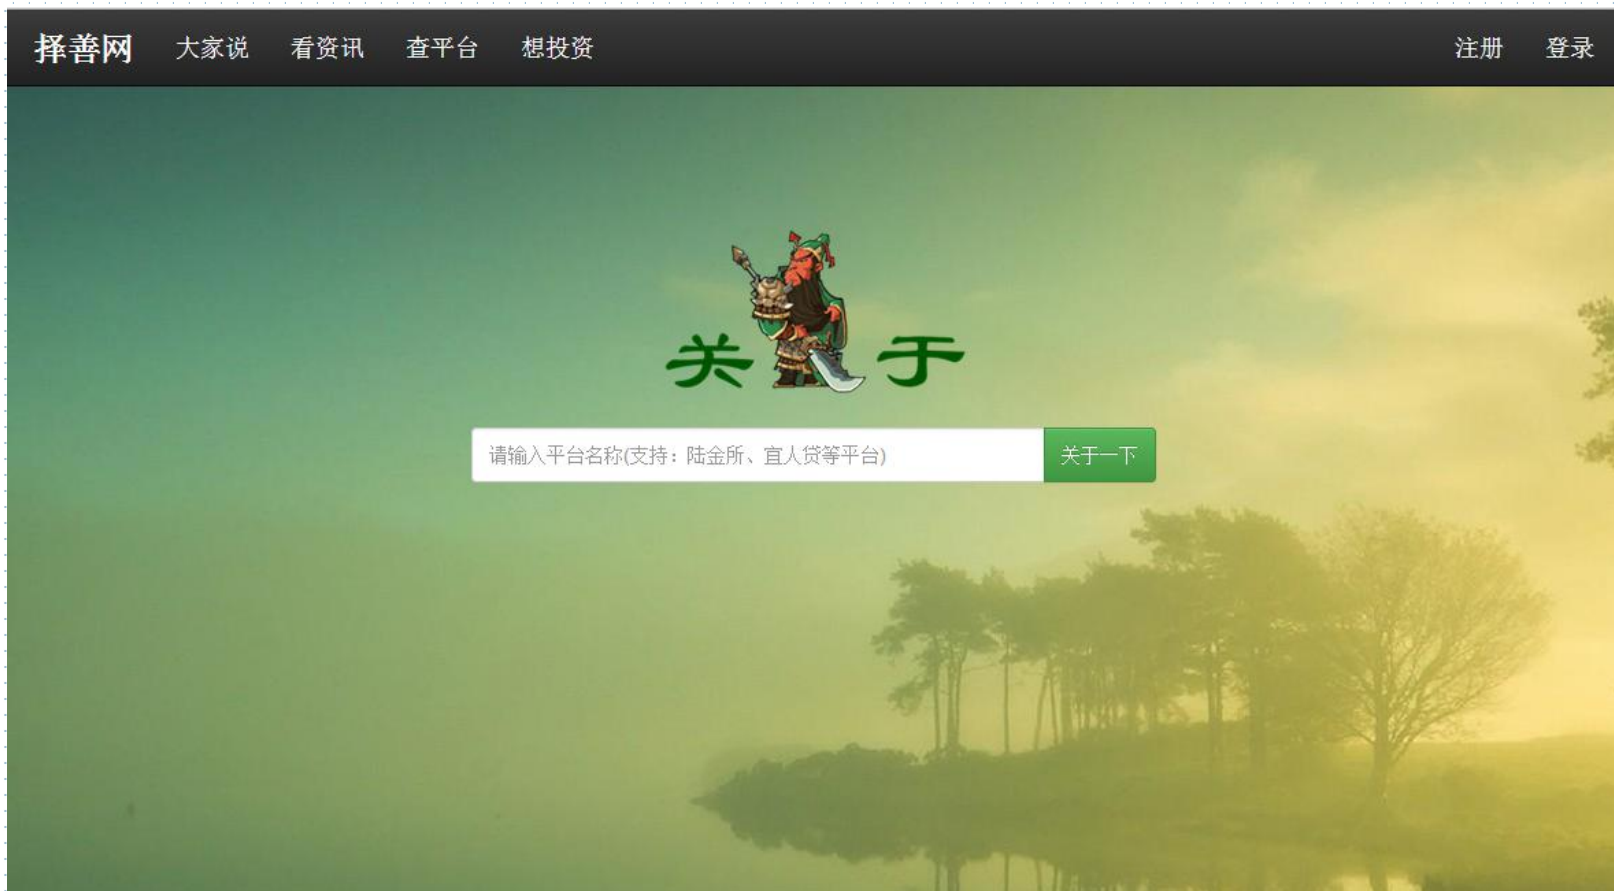 择善网 大家说 看资讯 查平台 想投资 注册 登录
关于
请输入平台名称(支持：陆金所、宜人贷等平台) 关于一下